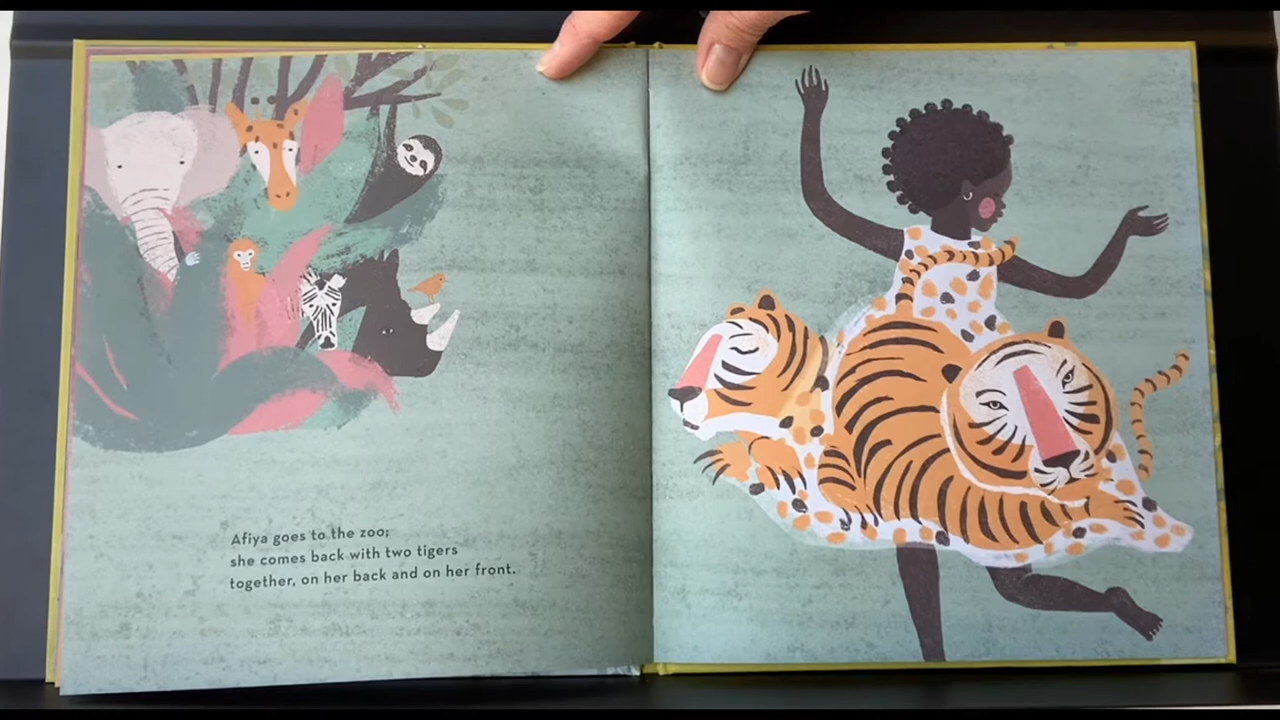 Afiya goes to the zoo;
she comes back with two tigers
together, on her back and on her front.